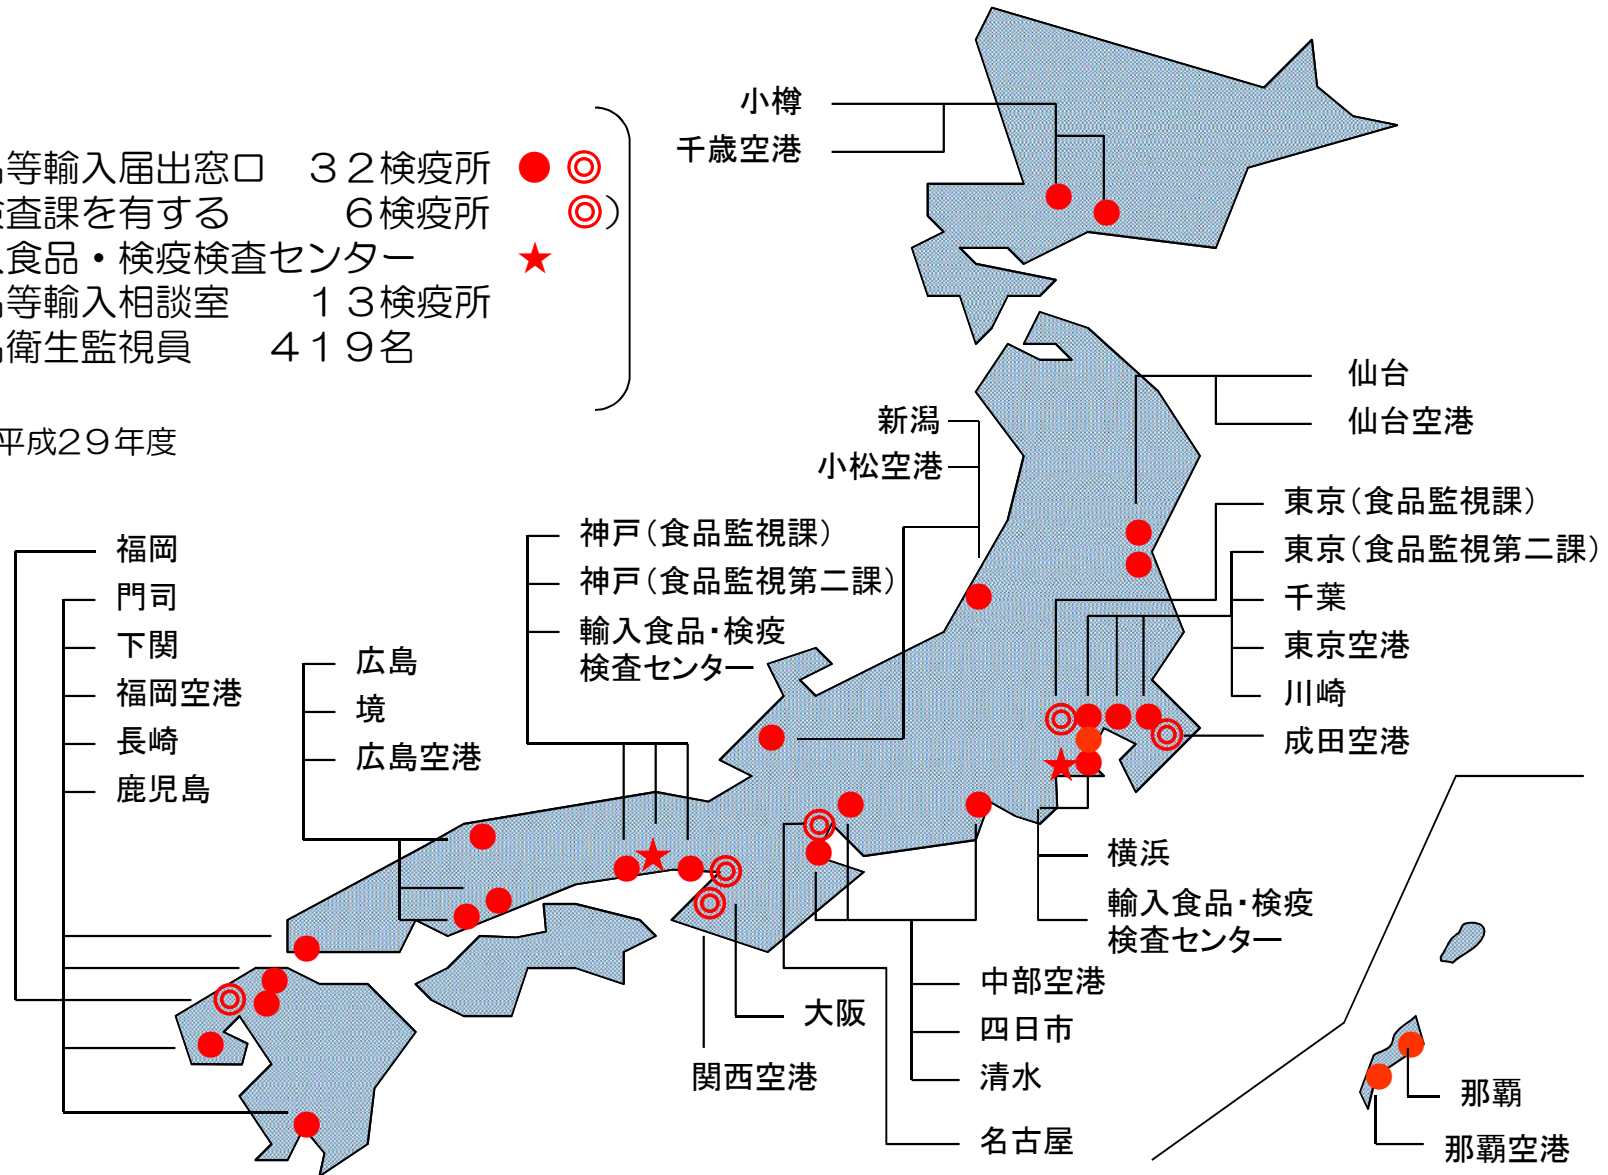 品等輸入届出窓口　３２検疫所 ● ◎
検査課を有する　　　６検疫所　　◎）
入食品・検疫検査センター　　★
品等輸入相談室　　１３検疫所
品衛生監視員　　４１９名
平成２９年度
小樽
千歳空港
仙台
仙台空港
新潟
小松空港
東京（食品監視課）
東京（食品監視第二課）
千葉
東京空港
川崎
成田空港
神戸（食品監視課）
神戸（食品監視第二課）
輸入食品・検疫
検査センター
福岡
門司
下関
福岡空港
長崎
鹿児島
広島
境
広島空港
横浜
輸入食品・検疫
検査センター
中部空港
四日市
清水
名古屋
大阪
関西空港
那覇
那覇空港